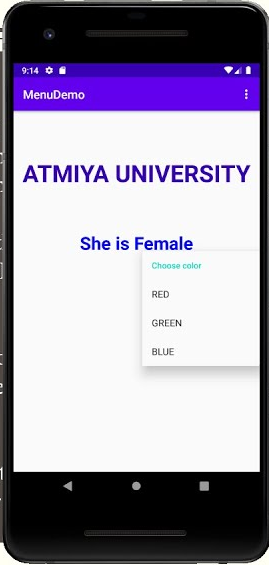 9:14
MenuDemo
ATMIYA UNIVERSITY
She is Female
Choose color
RED
GREEN
BLUE